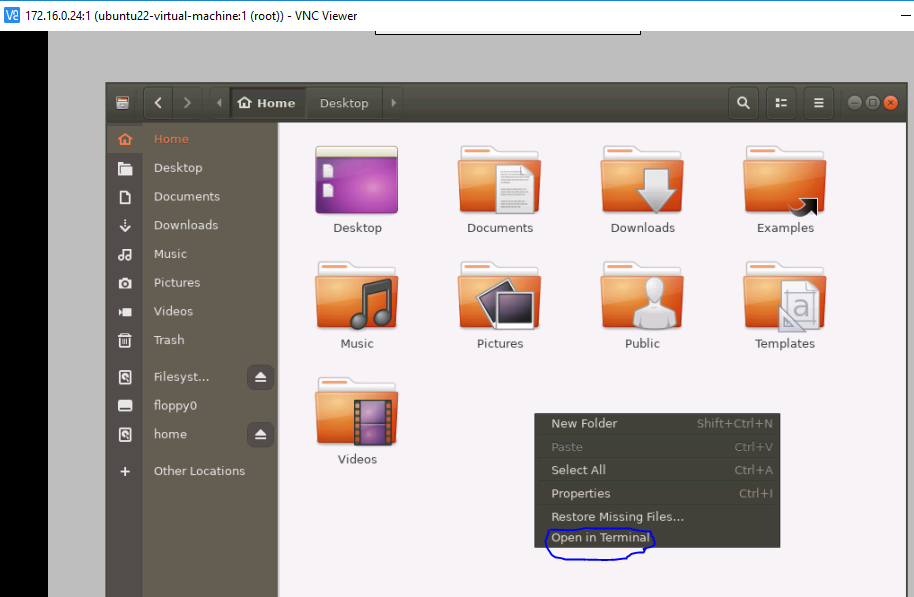 172.16.0.24:1 (ubuntu22-virtual-machine:1 (root)) - VNC Viewer
Home Desktop
Home
Desktop
Documents
Downloads
Music
Pictures
Videos
Trash
Filesyst...
floppy0
home
Other Locations
Desktop Documents Downloads Examples
Music Pictures Public Templates
Videos
New Folder Shift+Ctrl+N
Paste Ctrl+V
Select All Ctrl+A
Properties Ctrl+I
Restore Missing Files...
Open in Terminal